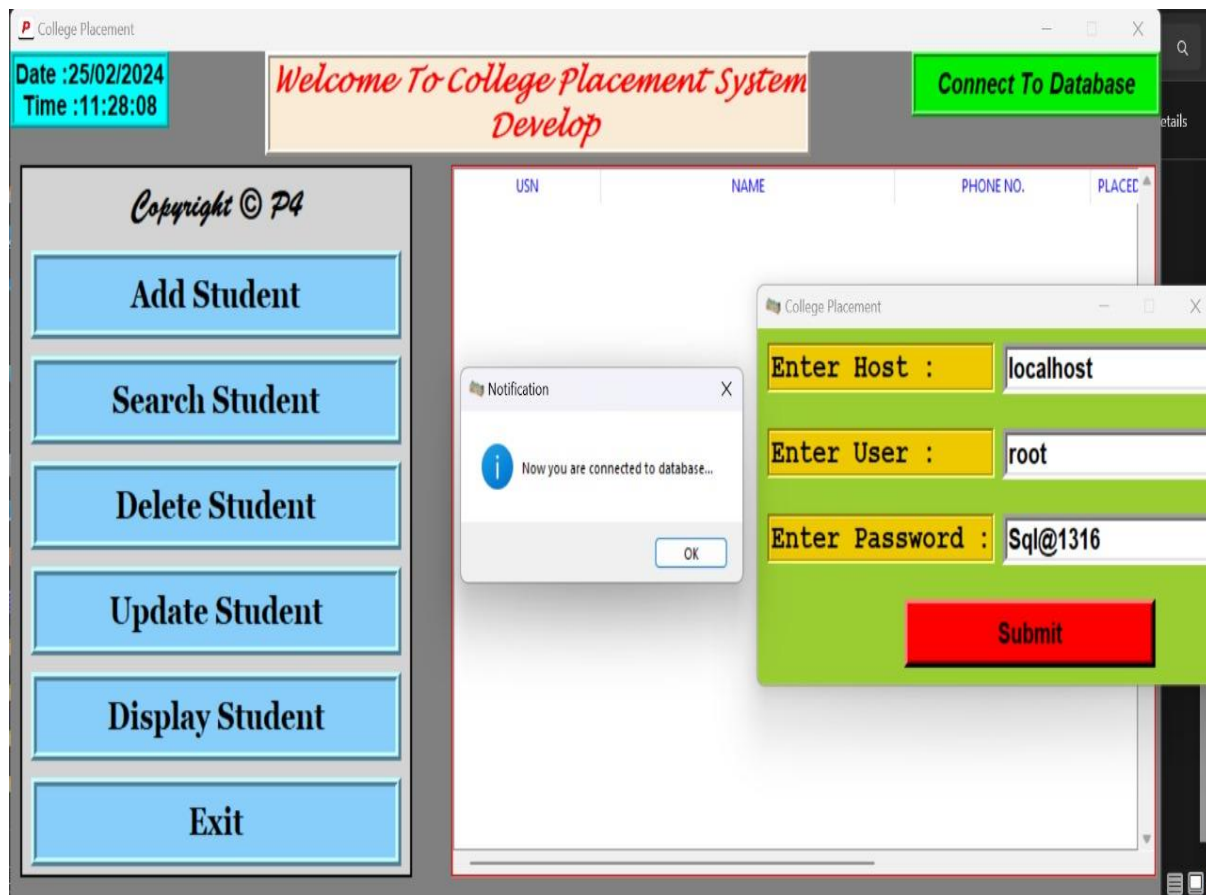 College Placement
Date :25/02/2024
Time :11:28:08
Welcome To College Placement System
Develop
Connect To Database
etails
Copyright © P4
Add Student
Search Student
Delete Student
Update Student
Display Student
Exit
USN NAME PHONE NO. PLACED
Notification
Now you are connected to database...
OK
College Placement
Enter Host : localhost
Enter User : root
Enter Password : Sql@1316
Submit